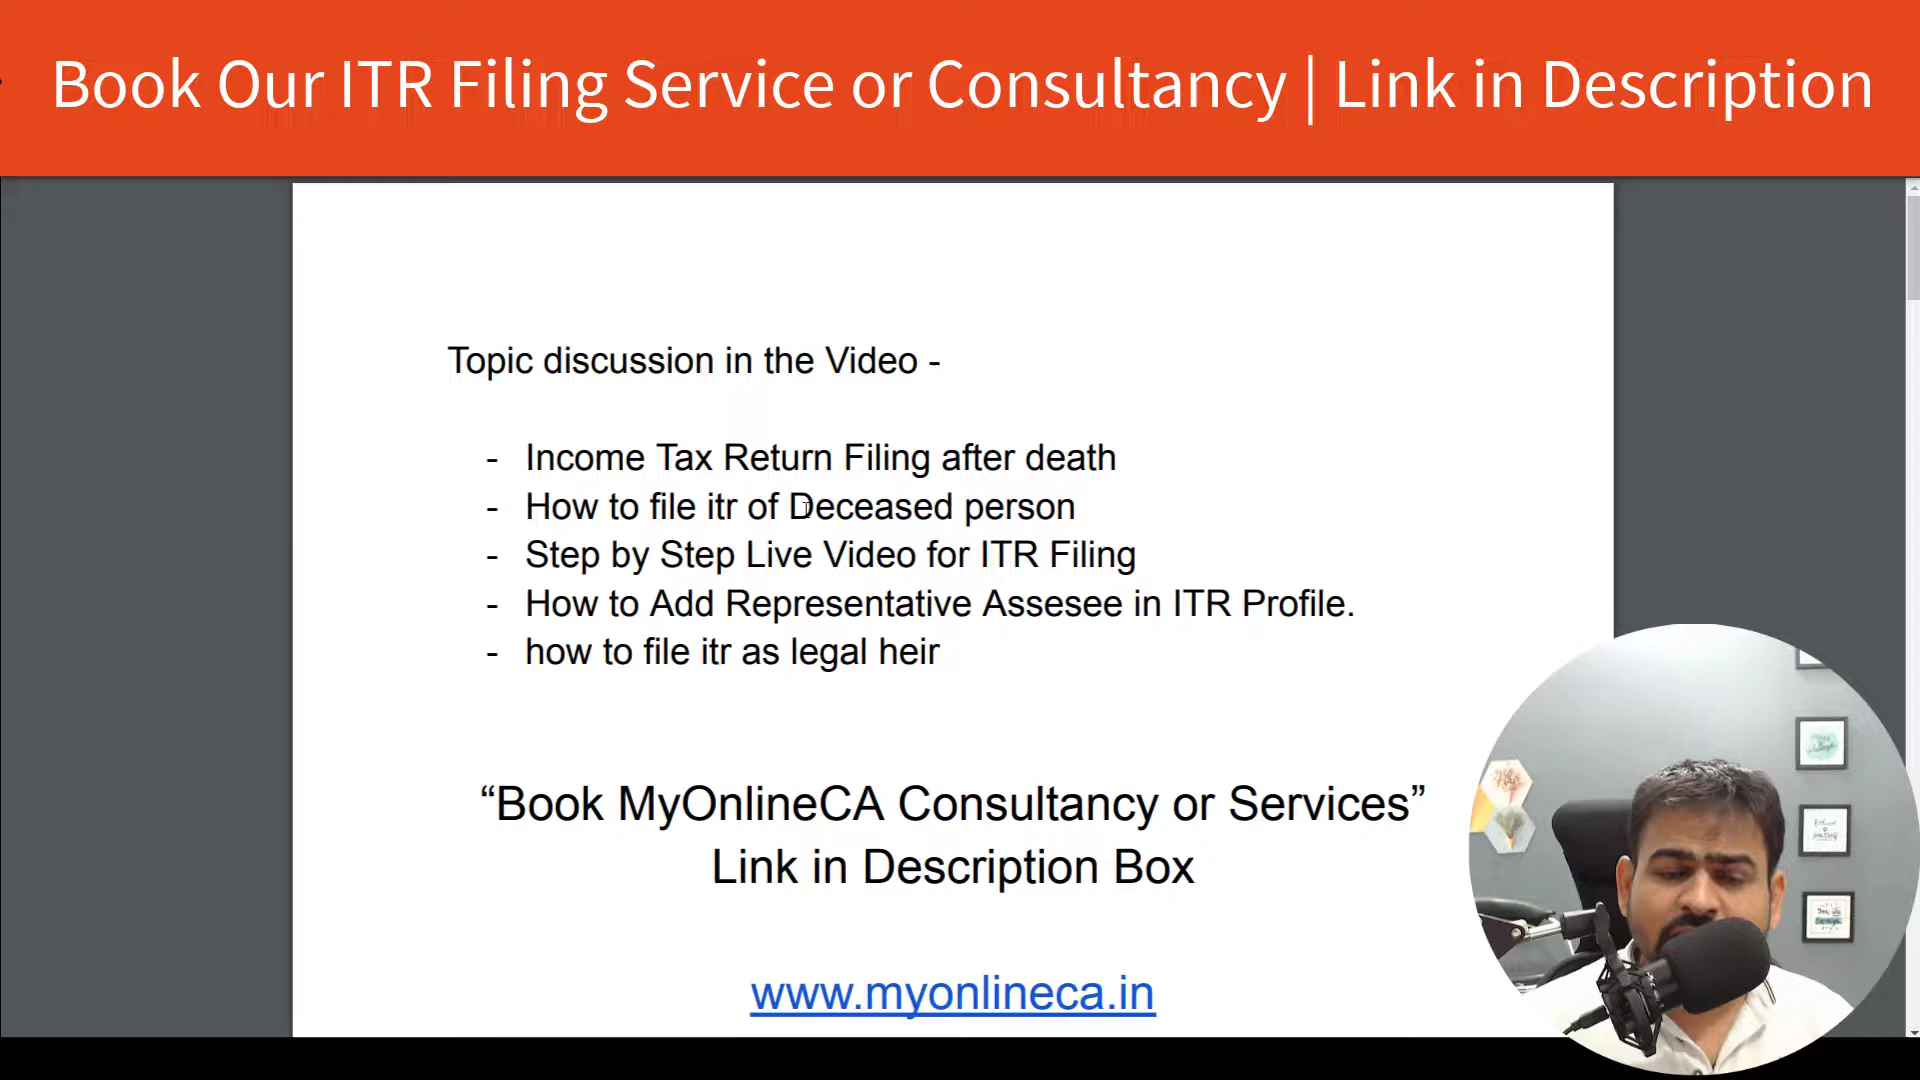 Book Our ITR Filing Service or Consultancy | Link in Description
Topic discussion in the Video -
- Income Tax Return Filing after death
- How to file itr of Deceased person
- Step by Step Live Video for ITR Filing
- How to Add Representative Assesee in ITR Profile.
- how to file itr as legal heir
“Book MyOnlineCA Consultancy or Services”
Link in Description Box
www.myonlineca.in